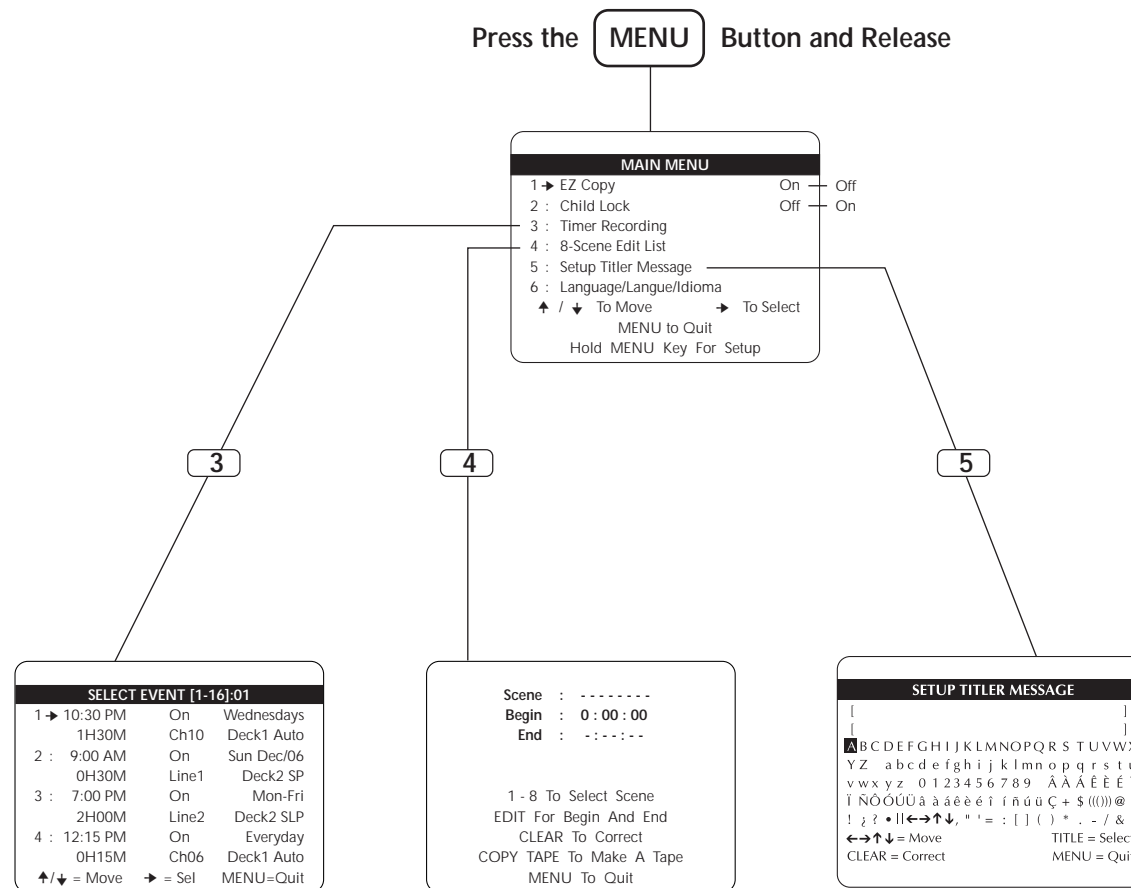 Press the MENU Button and Release
MAIN MENU
1 → EZ Copy On Off
2 : Child Lock Off On
3 : Timer Recording
4 : 8-Scene Edit List
5 : Setup Titler Message
6 : Language/Langue/Idioma
↑ / ↓ To Move → To Select
MENU to Quit
Hold MENU Key For Setup
3
4
5
SELECT EVENT [1-16]:01
1 → 10:30 PM On Wednesdays
1H30M Ch10 Deck1 Auto
2 : 9:00 AM On Sun Dec/06
0H30M Line1 Deck2 SP
3 : 7:00 PM On Mon-Fri
2H00M Line2 Deck2 SLP
4 : 12:15 PM On Everyday
0H15M Ch06 Deck1 Auto
↑/↓ = Move → = Sel MENU=Quit
Scene : - - - - - - - -
Begin : 0 : 00 : 00
End : - : - - : - -
1 - 8 To Select Scene
EDIT For Begin And End
CLEAR To Correct
COPY TAPE To Make A Tape
MENU To Quit
SETUP TITLER MESSAGE
[ ]
[ ]
A B C D E F G H I J K L M N O P Q R S T U V W X
Y Z a b c d e f g h i j k l m n o p q r s t u
v w x y z 0 1 2 3 4 5 6 7 8 9 Â À Á Ê È É
Ï Ñ Ô Ó Ú Ü â à á ê è é î í ñ ú ü Ç + $ ((())) @
! ¿ ? • ll ← → ↑ ↓ , " ' = : [ ] ( ) * . - / &
← → ↑ ↓ = Move TITLE = Select
CLEAR = Correct MENU = Quit